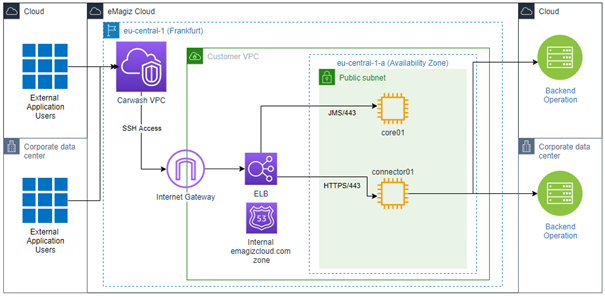 Cloud
External
Application
Users
Corporate data
center
External
Application
Users
eMagiz Cloud
eu-central-1 (Frankfurt)
Carwash VPC
SSH Access
Customer VPC
Internet Gateway
ELB
53
Internal
emagizcloud.com
zone
eu-central-1-a (Availability Zone)
Public subnet
JMS/443
core01
connector01
HTTPS/443
Cloud
Backend
Operation
Corporate data
center
Backend
Operation